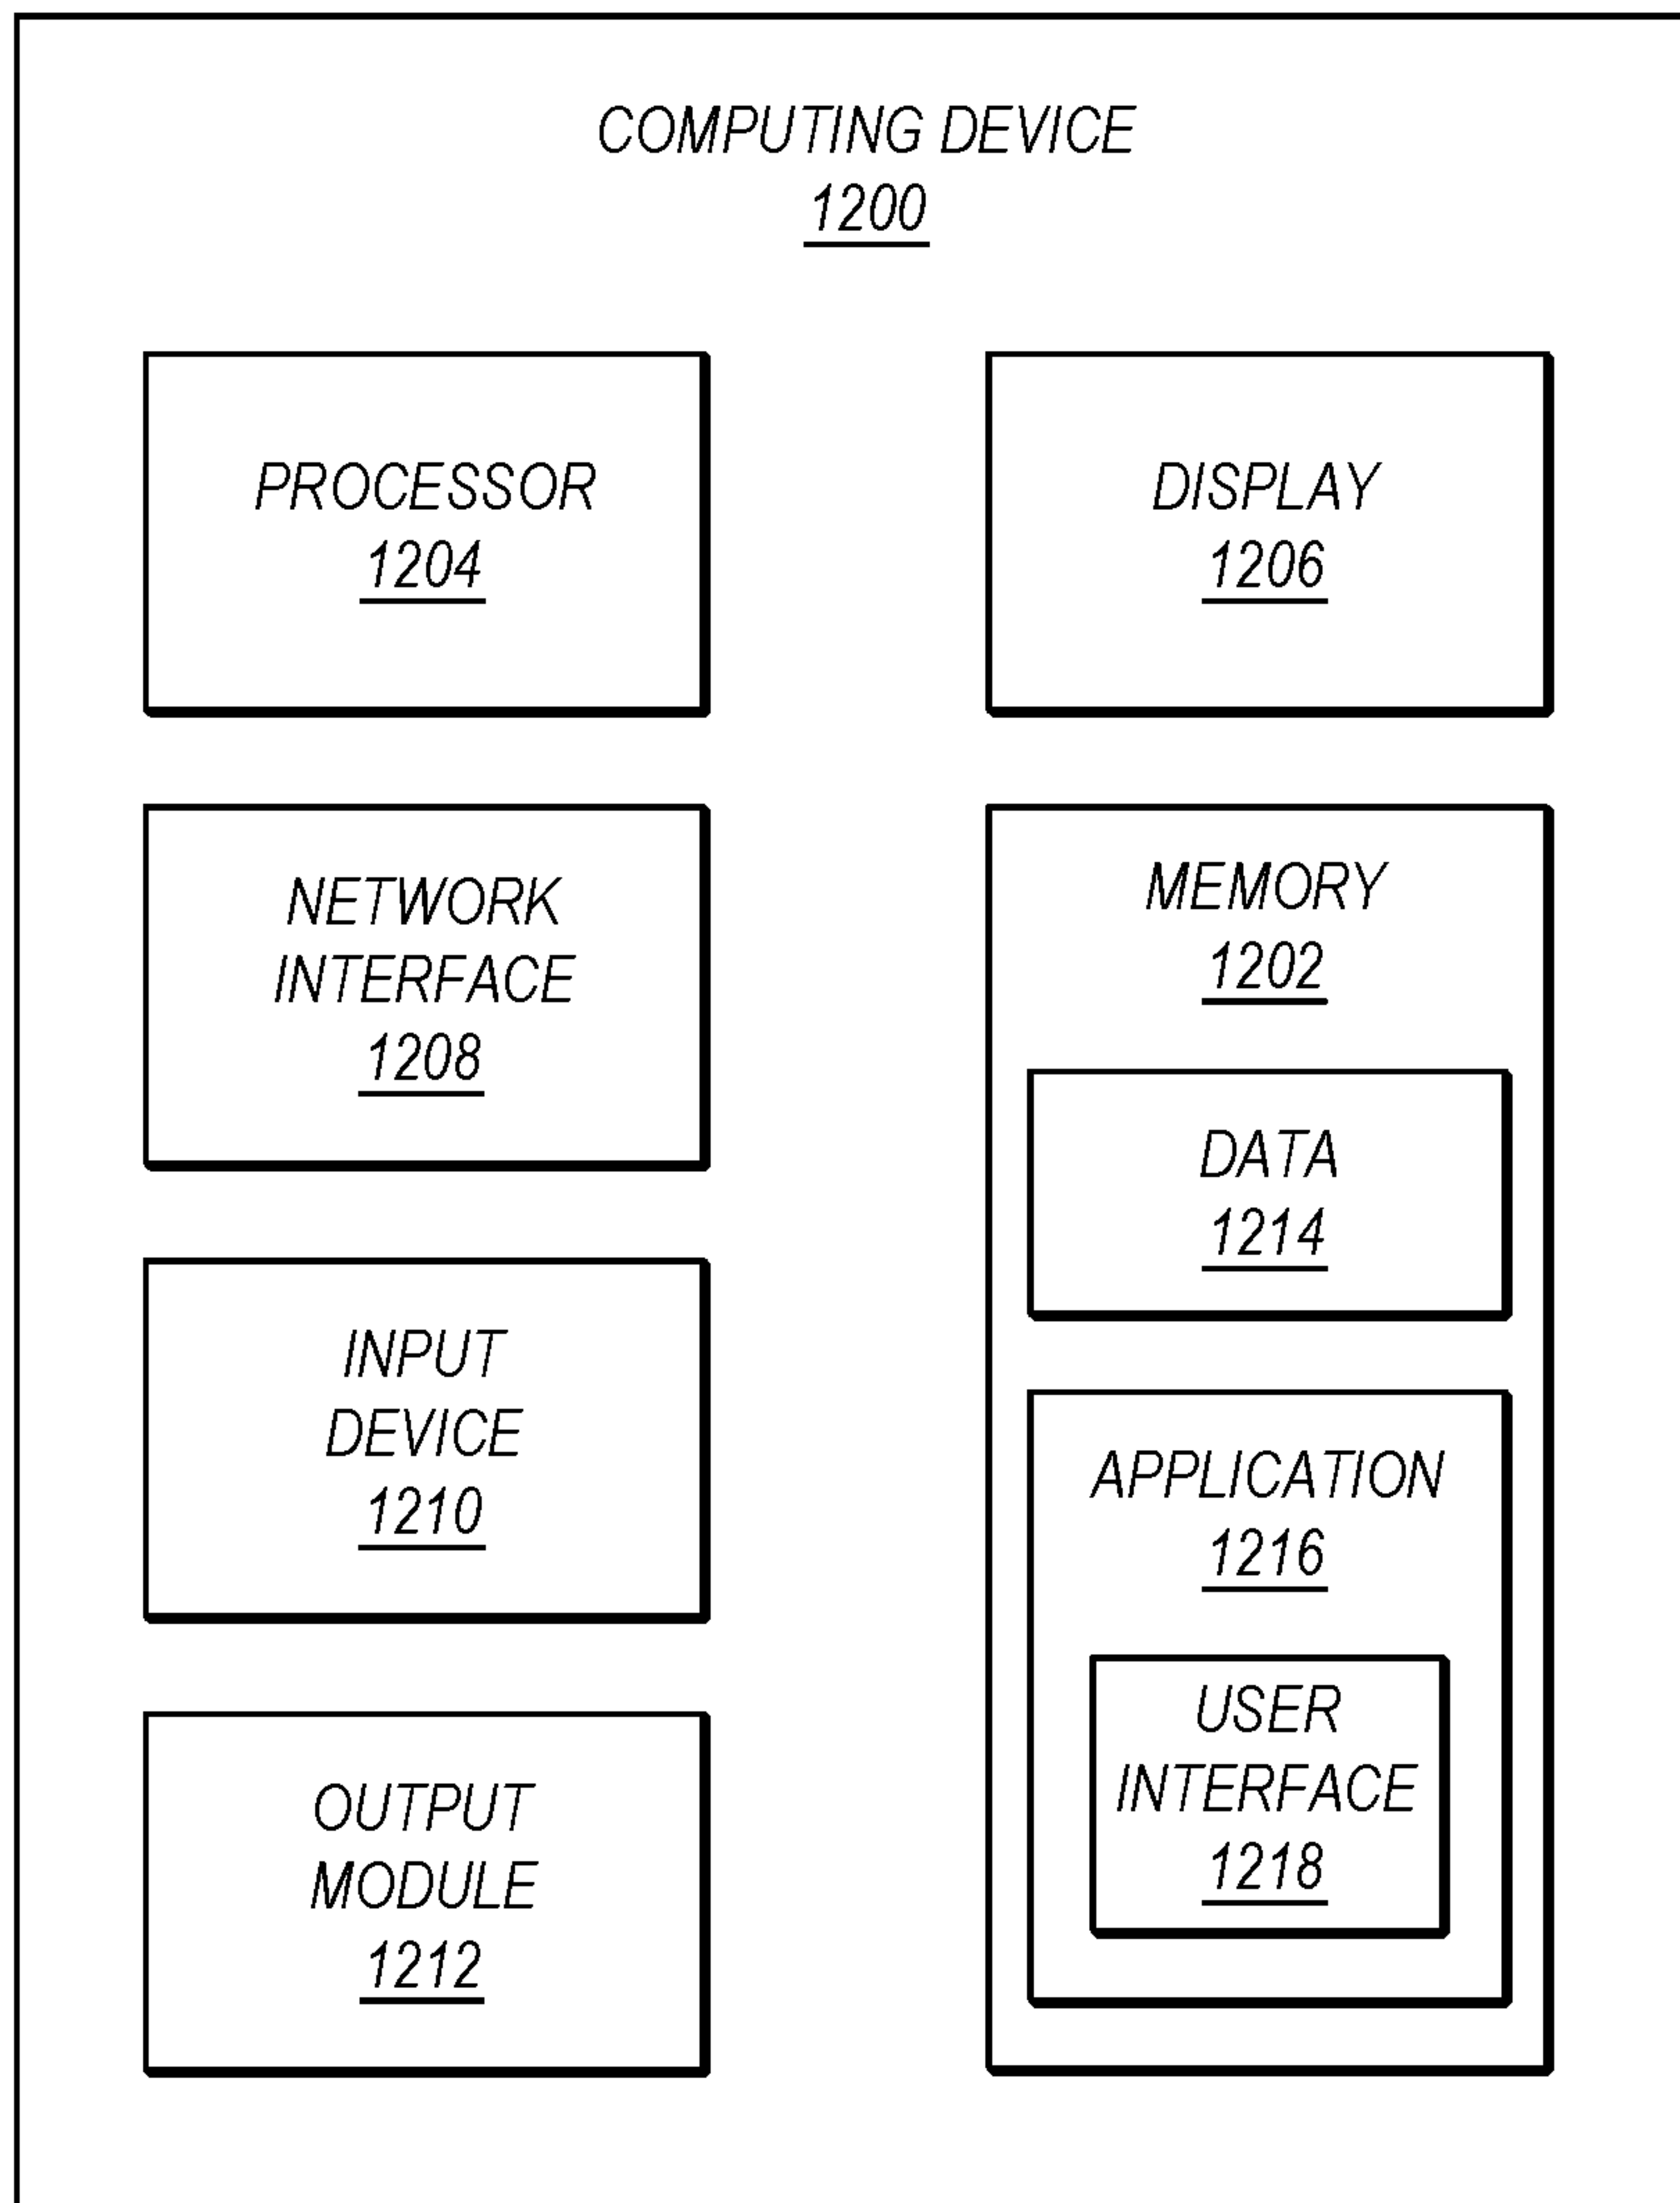 COMPUTING DEVICE
1200
PROCESSOR
1204
DISPLAY
1206
NETWORK
INTERFACE
1208
MEMORY
1202
DATA
1214
INPUT
DEVICE
1210
APPLICATION
1216
USER
INTERFACE
1218
OUTPUT
MODULE
1212